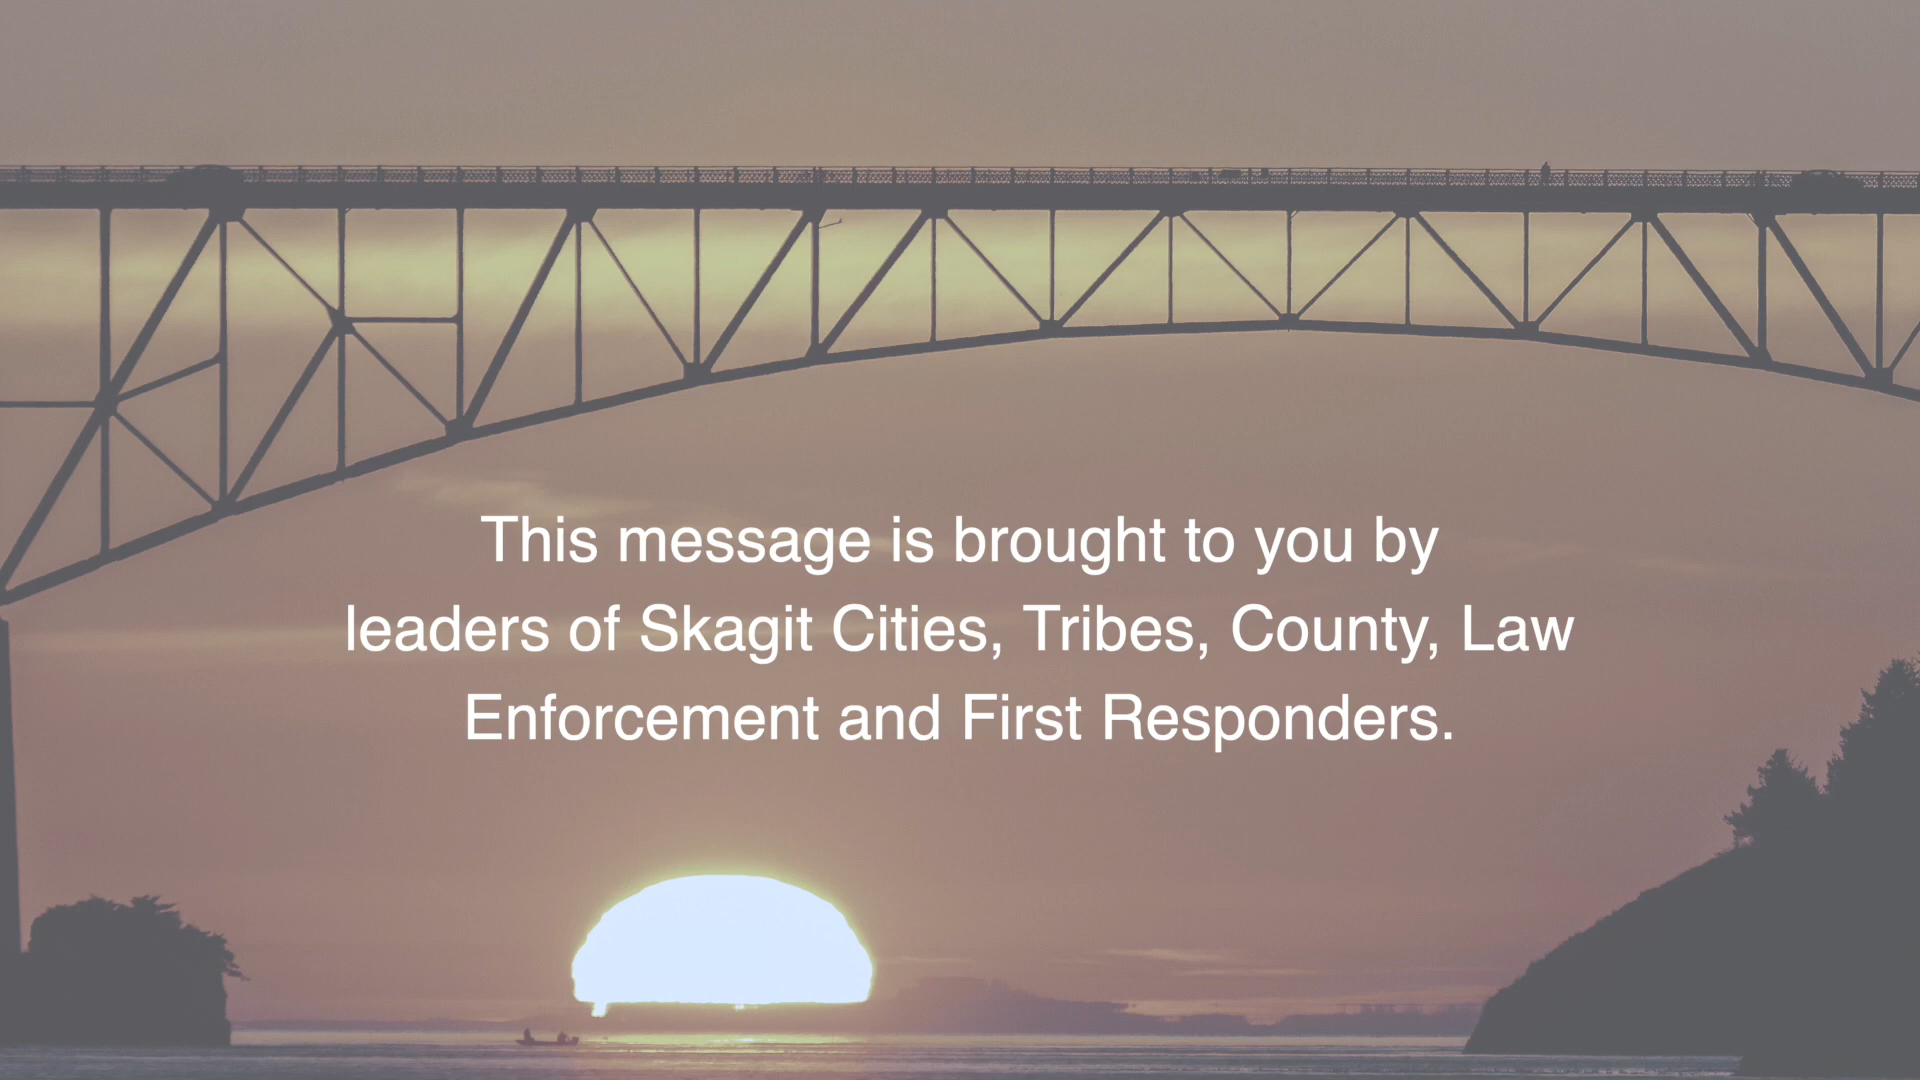 This message is brought to you by
leaders of Skagit Cities, Tribes, County, Law
Enforcement and First Responders.